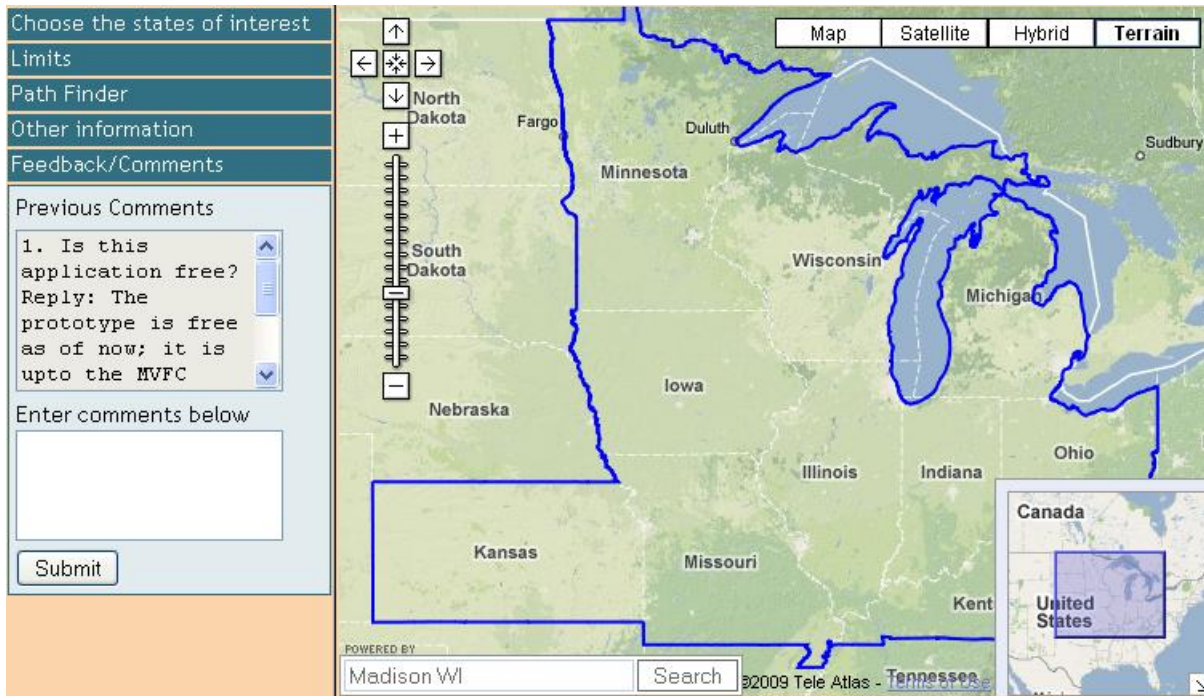 Choose the states of interest
Limits
Path Finder
Other information
Feedback/Comments
Previous Comments
1. Is this
application free?
Reply: The
prototype is free
as of now; it is
upto the MVFC
Enter comments below
Submit
Map Satellite Hybrid Terrain
North
Dakota
Fargo
Duluth
Sudbury
Minnesota
South
Dakota
Wisconsin
Michigan
Iowa
Nebraska
Ohio
Illinois
Indiana
Kansas
Missouri
Kent
Tennessee
Canada
United
States
POWERED BY
Madison WI
Search
©2009 Tele Atlas - Terms of Use